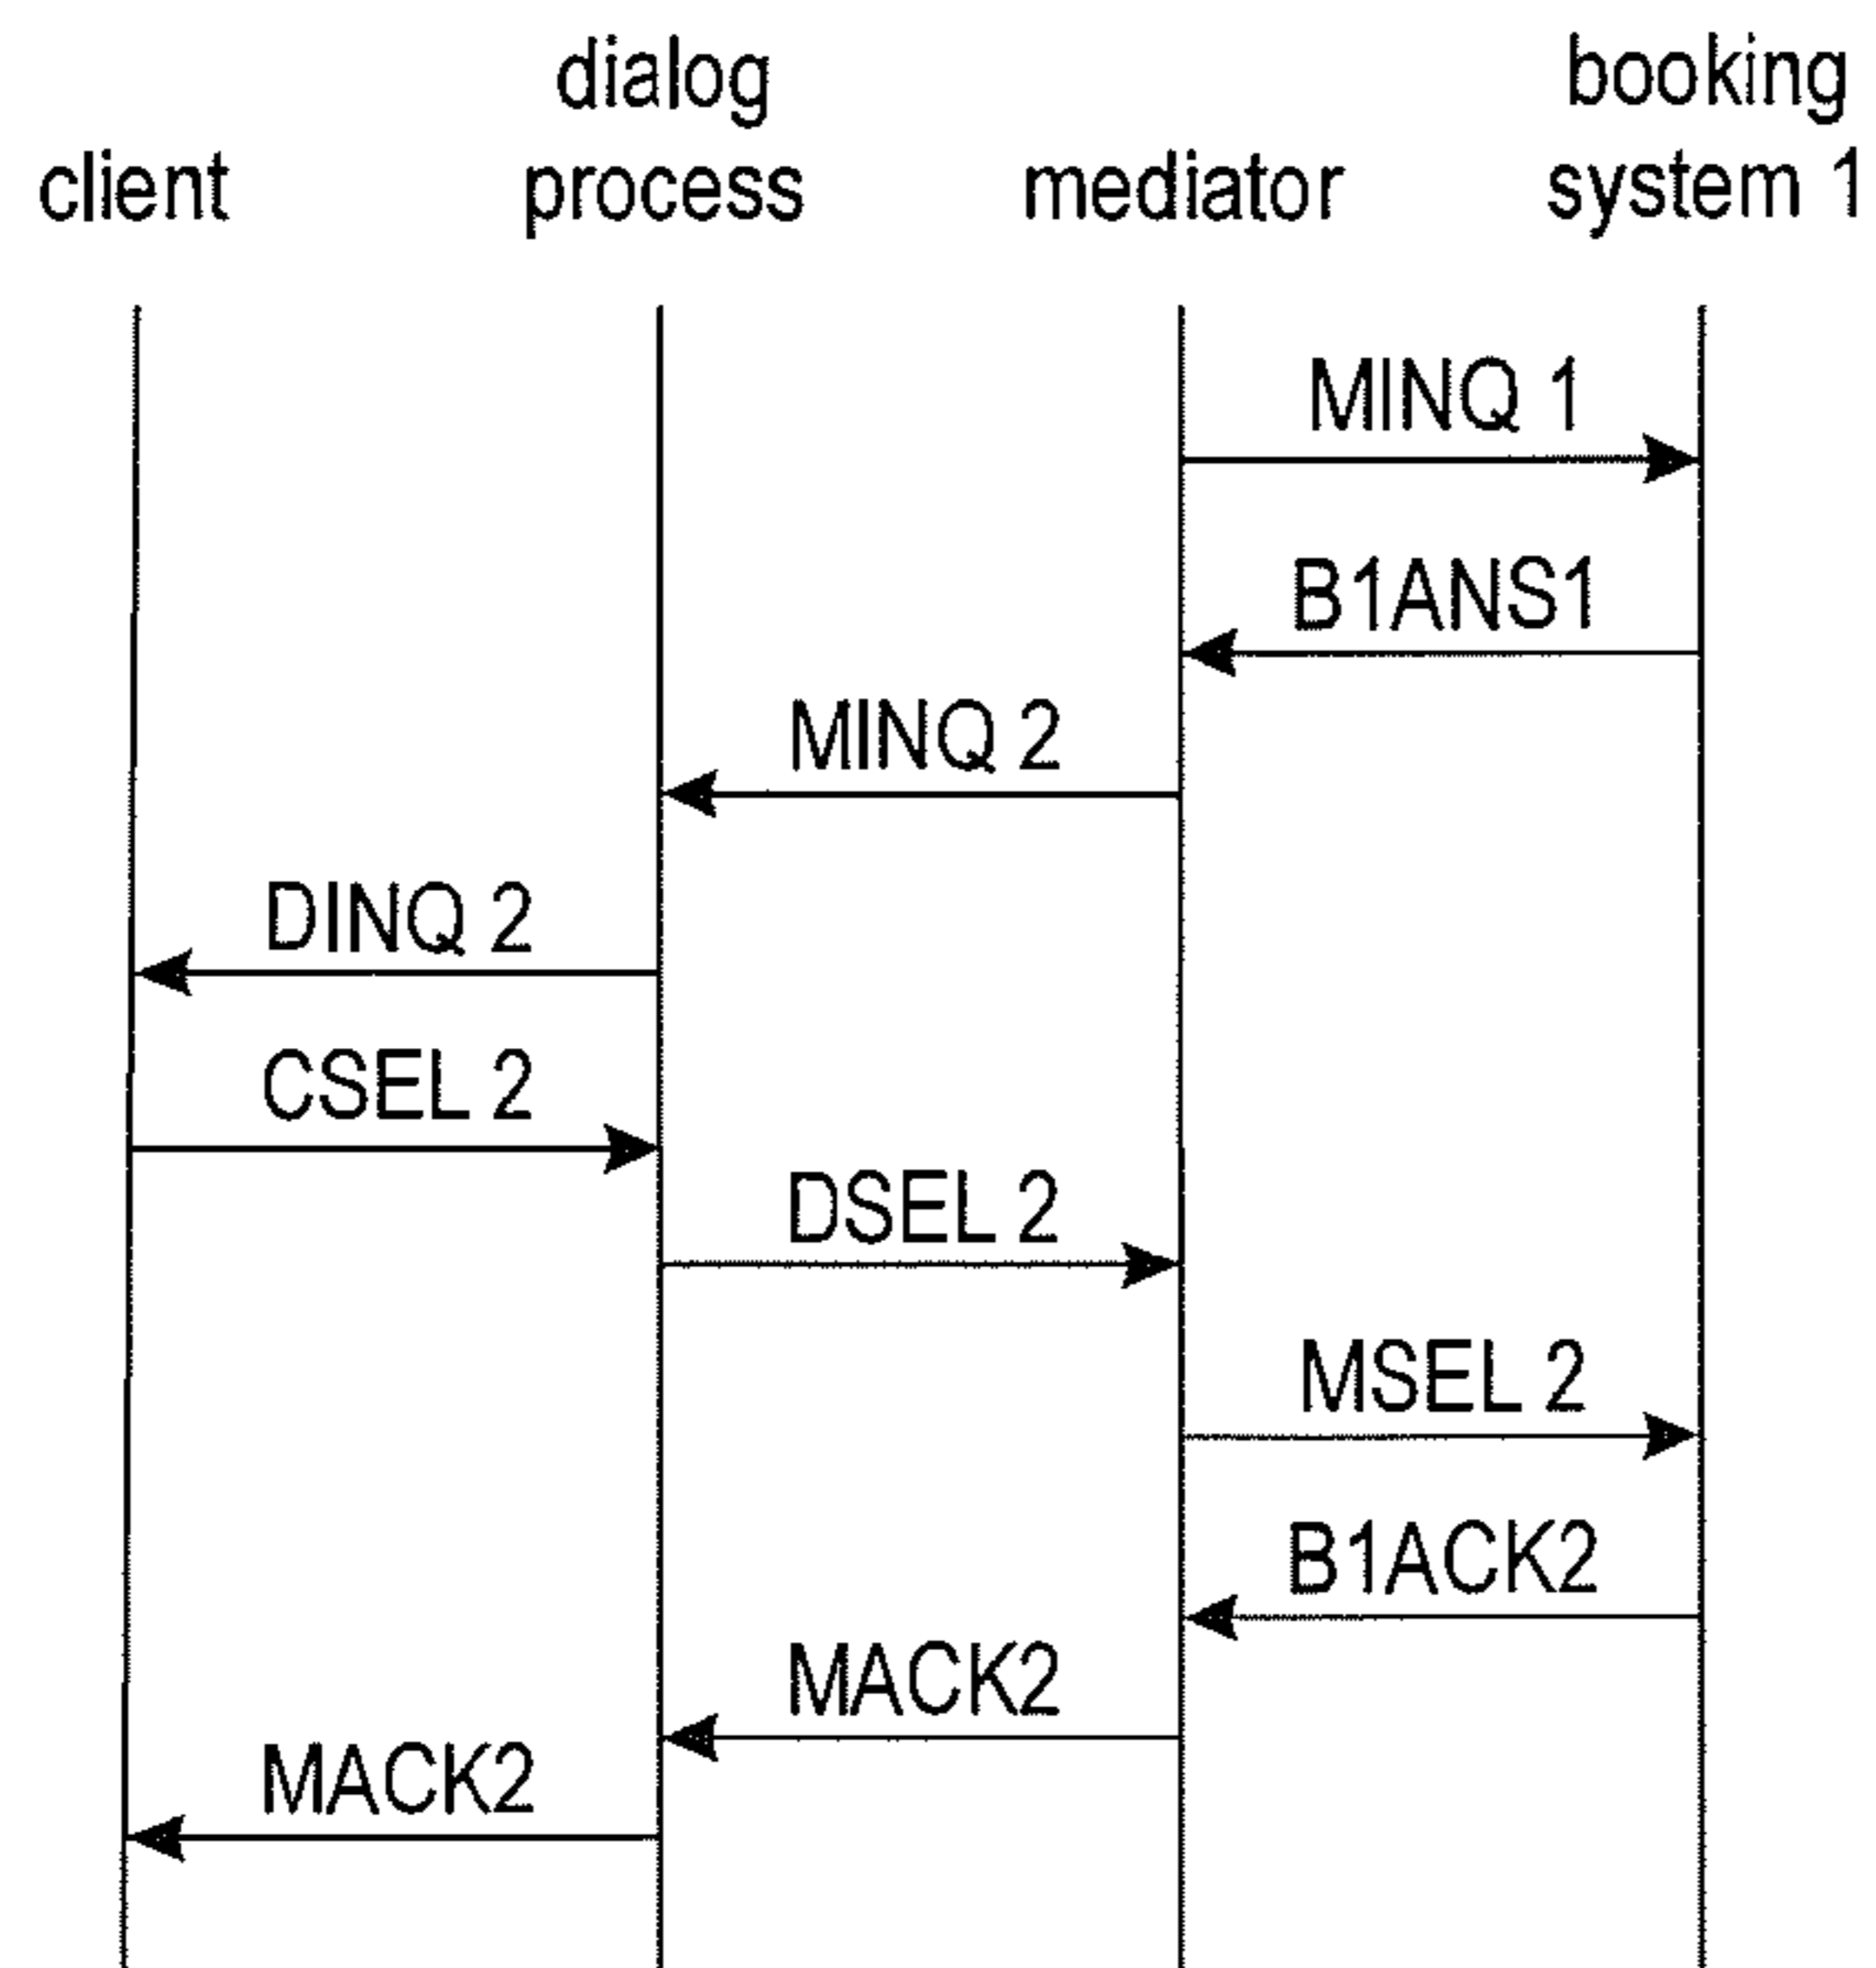 client
dialog
process
mediator
booking
system 1
MINQ 1
B1ANS1
MINQ 2
DINQ 2
CSEL 2
DSEL 2
MSEL 2
B1ACK2
MACK2
MACK2